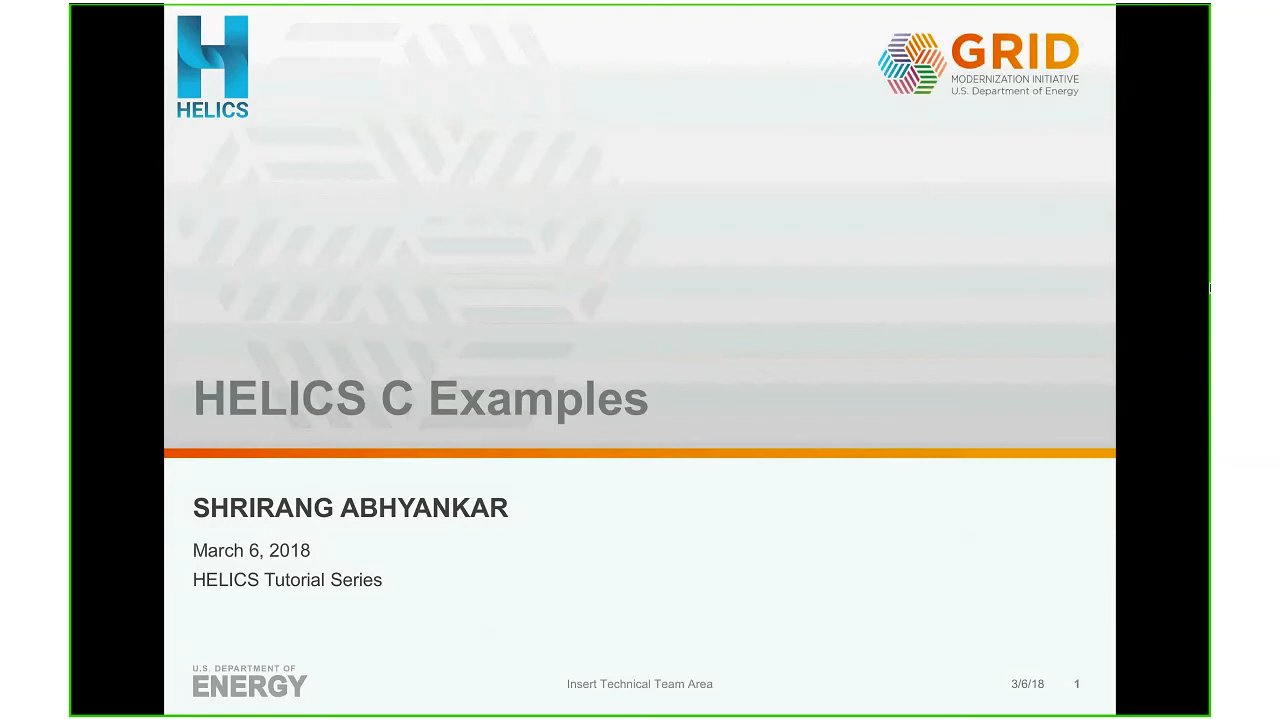 HELICS
GRID
MODERNIZATION INITIATIVE
U.S. Department of Energy
HELICS C Examples
SHRIRANG ABHYANKAR
March 6, 2018
HELICS Tutorial Series
U.S. DEPARTMENT OF
ENERGY
Insert Technical Team Area
3/6/18 1